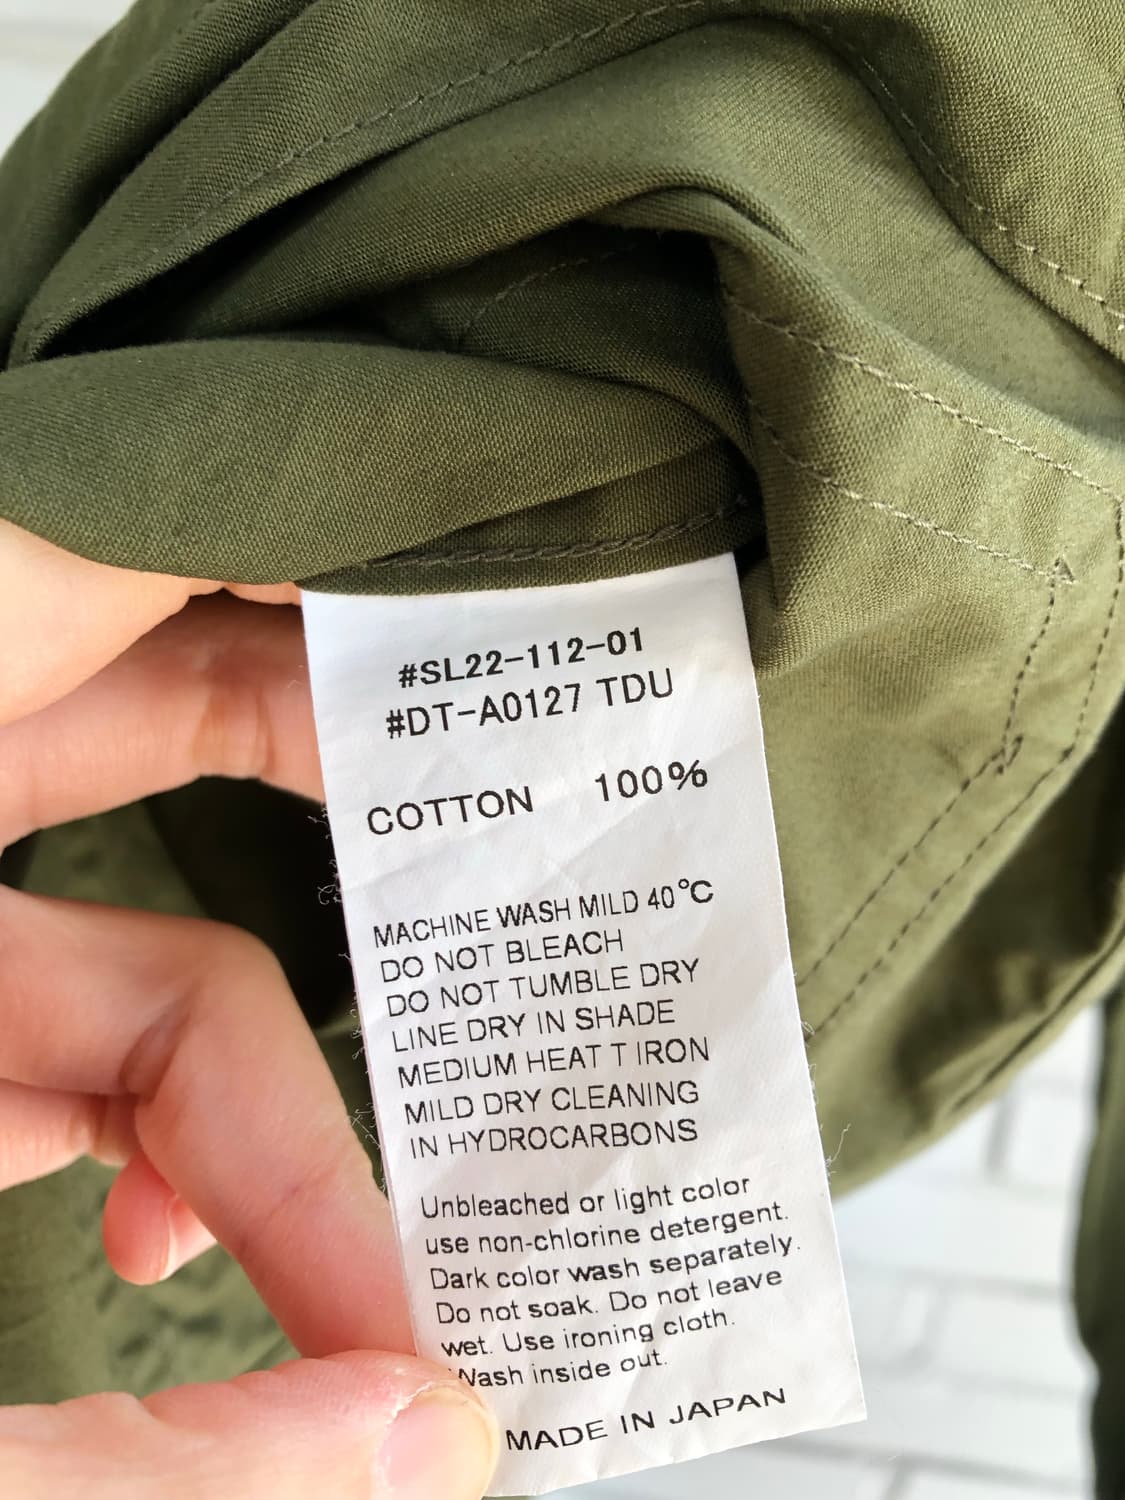 #SL22-112-01
#DT-A0127 TDU
COTTON 100%
MACHINE WASH MILD 40°C
DO NOT BLEACH
DO NOT TUMBLE DRY
LINE DRY IN SHADE
MEDIUM HEAT T IRON
MILD DRY CLEANING
IN HYDROCARBONS
Unbleached or light color
use non-chlorine detergent.
Dark color wash separately.
Do not soak. Do not leave
wet. Use ironing cloth.
Wash inside out.
MADE IN JAPAN